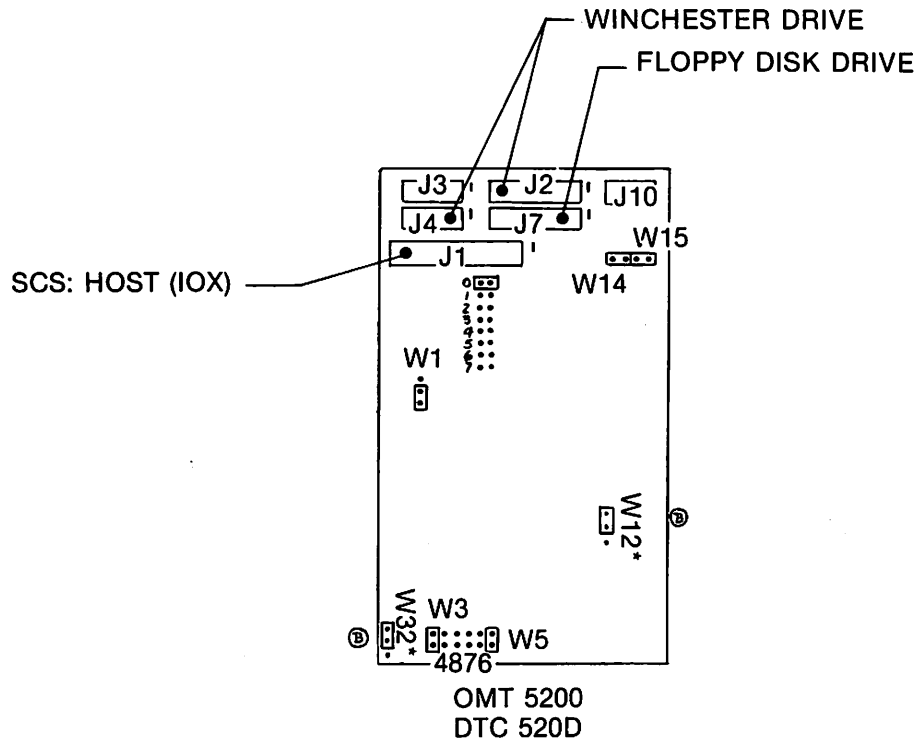 WINCHESTER DRIVE
FLOPPY DISK DRIVE
J3 J2 J10
J4 J7
W15
J1
SCS: HOST (IOX)
W14
0
1
2
3
4
5
6
7
W1
W12*
B
W32*
W3
B
W5
4876
OMT 5200
DTC 520D